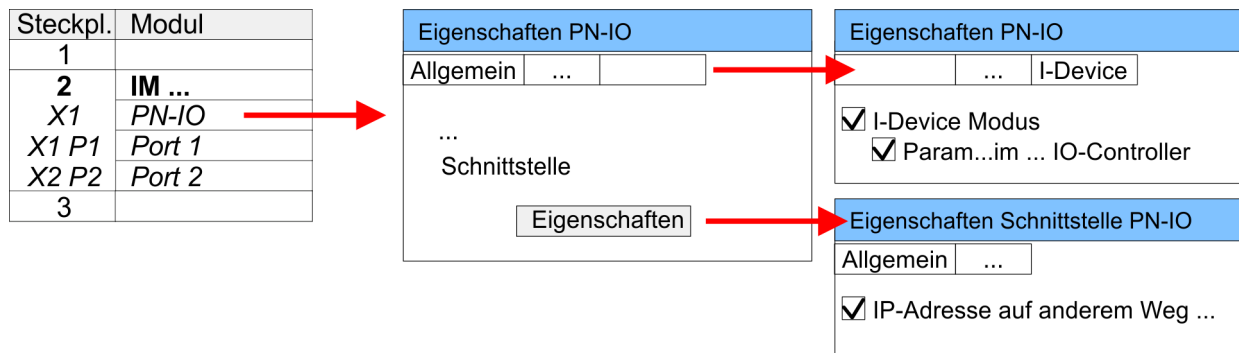 Steckpl. Modul
1
2 IM ...
X1 PN-IO
X1 P1 Port 1
X2 P2 Port 2
3
Eigenschaften PN-IO
Allgemein ...
...
Schnittstelle
Eigenschaften
Eigenschaften PN-IO
... I-Device
I-Device Modus
Param...im ... IO-Controller
Eigenschaften Schnittstelle PN-IO
Allgemein ...
IP-Adresse auf anderem Weg ...